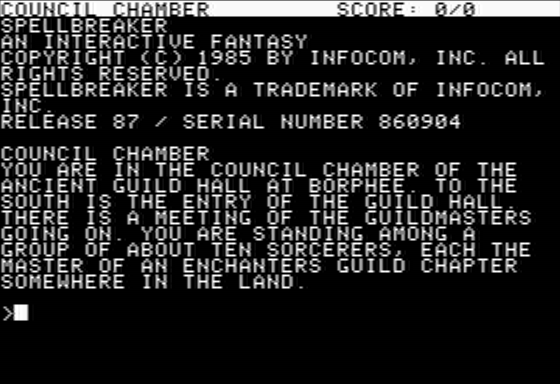 COUNCIL CHAMBER SCORE: 0/0
SPELLBREAKER
AN INTERACTIVE FANTASY
COPYRIGHT (C) 1985 BY INFOCOM, INC. ALL
RIGHTS RESERVED.
SPELLBREAKER IS A TRADEMARK OF INFOCOM,
INC.
RELEASE 87 / SERIAL NUMBER 860904
COUNCIL CHAMBER
YOU ARE IN THE COUNCIL CHAMBER OF THE
ANCIENT GUILD HALL AT BORPHEE. TO THE
SOUTH IS THE ENTRY OF THE GUILD HALL.
THERE IS A MEETING OF THE GUILDMASTERS
GOING ON. YOU ARE STANDING AMONG A
GROUP OF ABOUT TEN SORCERERS, EACH THE
MASTER OF AN ENCHANTERS GUILD CHAPTER
SOMEWHERE IN THE LAND.
>